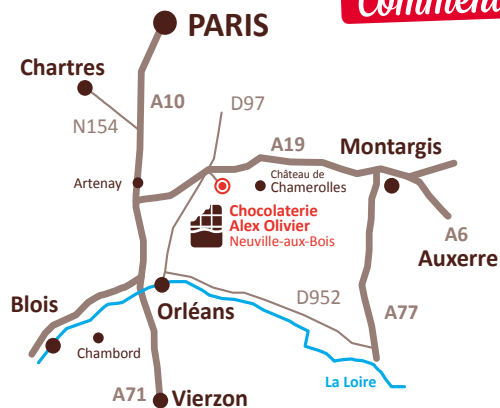 Commen
PARIS
Chartres
A10
D97
N154
A19
Montargis
Artenay
Château de
Chamerolles
Chocolaterie
Alex Olivier
Neuville-aux-Bois
A6
Auxerre
D952
Blois
Orléans
A77
Chambord
La Loire
A71
Vierzon